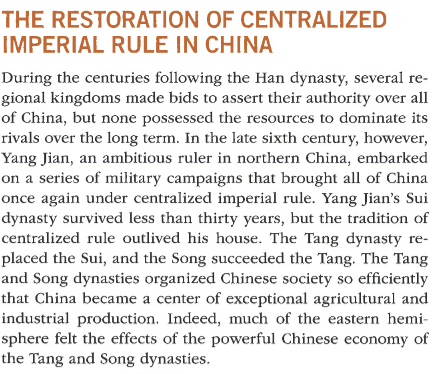 THE RESTORATION OF CENTRALIZED
IMPERIAL RULE IN CHINA
During the centuries following the Han dynasty, several re-
gional kingdoms made bids to assert their authority over all
of China, but none possessed the resources to dominate its
rivals over the long term. In the late sixth century, however,
Yang Jian, an ambitious ruler in northern China, embarked
on a series of military campaigns that brought all of China
once again under centralized imperial rule. Yang Jian's Sui
dynasty survived less than thirty years, but the tradition of
centralized rule outlived his house. The Tang dynasty re-
placed the Sui, and the Song succeeded the Tang. The Tang
and Song dynasties organized Chinese society so efficiently
that China became a center of exceptional agricultural and
industrial production. Indeed, much of the eastern hemi-
sphere felt the effects of the powerful Chinese economy of
the Tang and Song dynasties.